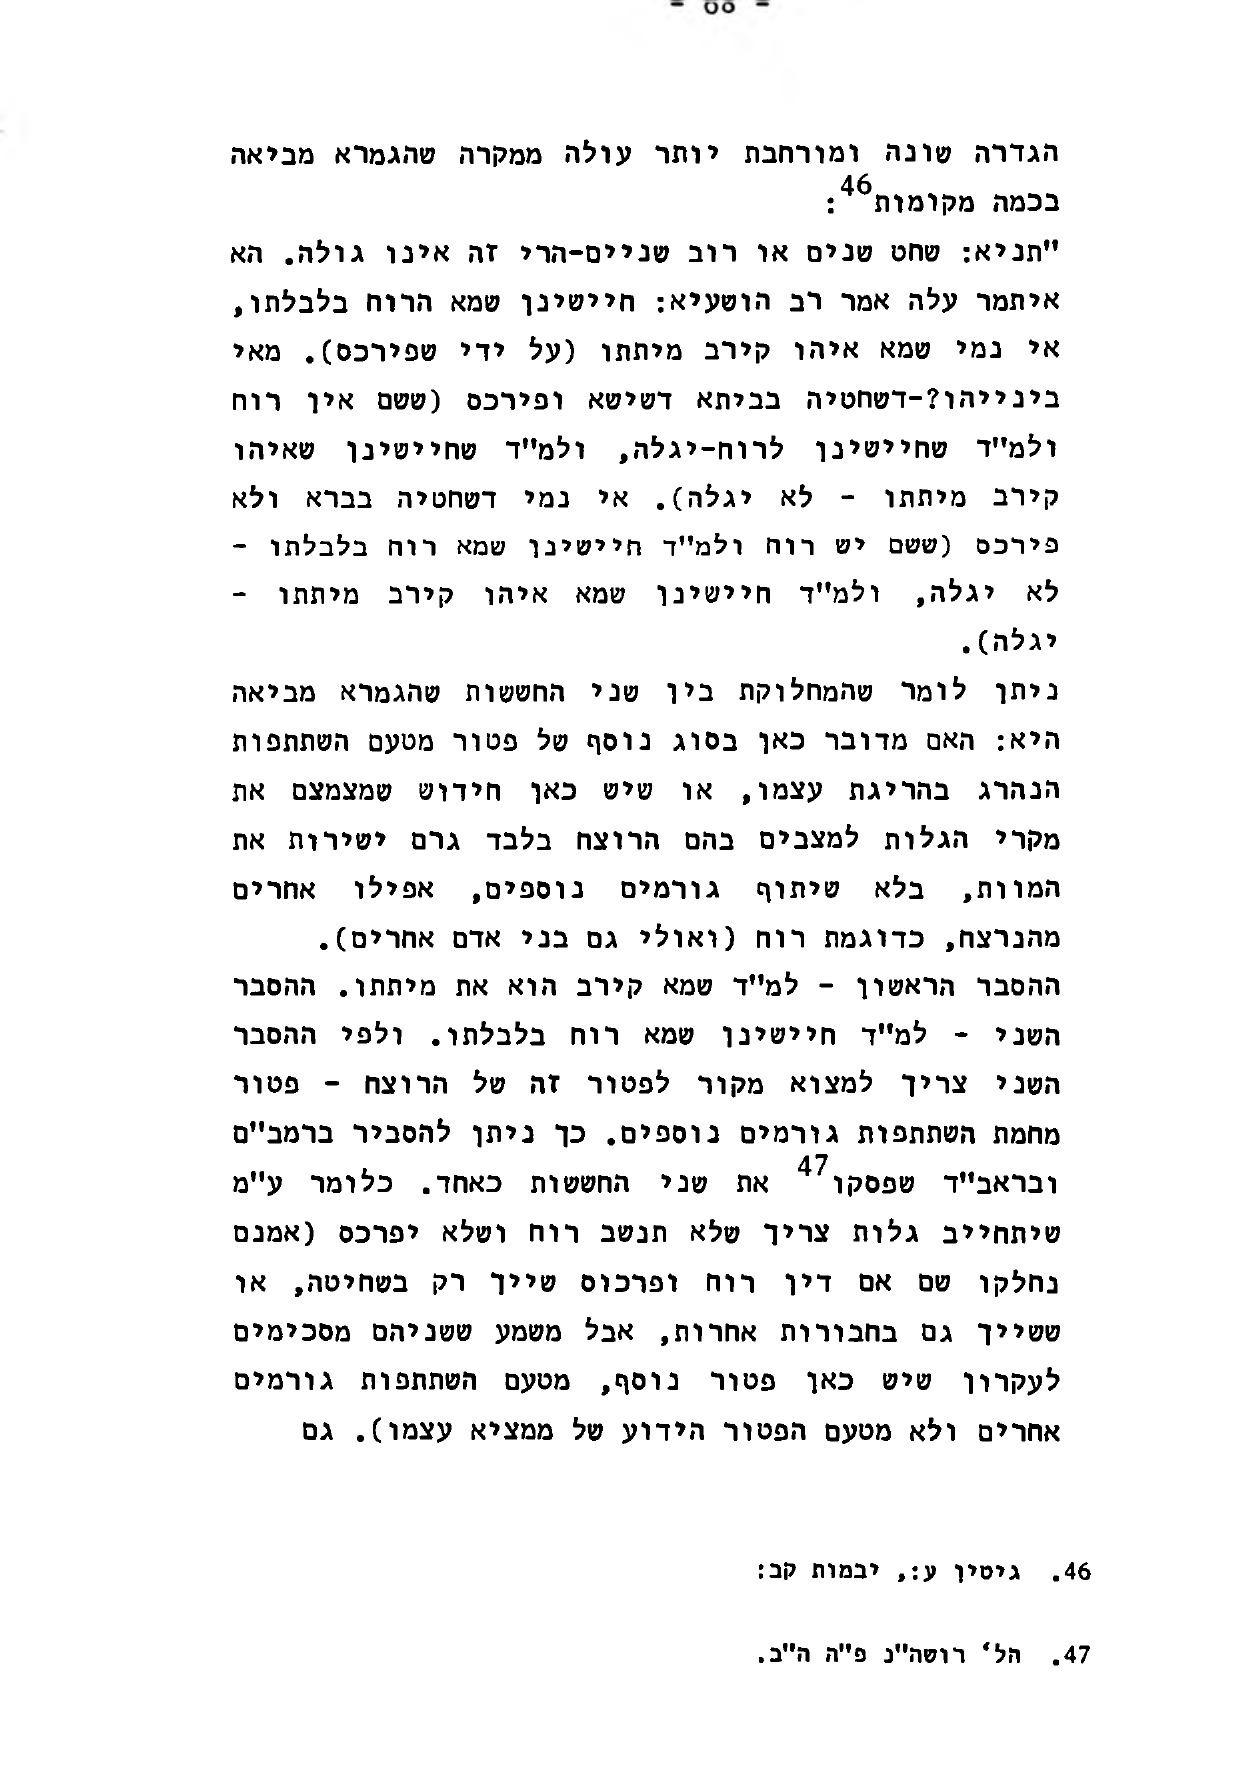 הגדרה שונה ומורחבת יותר עולה ממקרה שהגמרא מביאה
בכמה מקומות46:
"תניא: שחט שנים או רוב שניים-הרי זה אינו גולה. הא
איתמר עלה אמר רב הושעיא: חיישינן שמא הרוח בלבלתו,
אי נמי שמא איהו קירב מיתתו (על ידי שפירכס). מאי
בינייהו?-דשחטיה בביתא דשישא ופירכס (ששם אין רוח
ולמ"ד שחיישינן לרוח-יגלה, ולמ"ד שחיישינן שאיהו
קירב מיתתו - לא יגלה). אי נמי דשחטיה בברא ולא
פירכס (ששם יש רוח ולמ"ד חיישינן שמא רוח בלבלתו -
לא יגלה, ולמ"ד חיישינן שמא איהו קירב מיתתו -
יגלה).
ניתן לומר שהמחלוקת בין שני החששות שהגמרא מביאה
היא: האם מדובר כאן בסוג נוסף של פטור מטעם השתתפות
הנהרג בהריגת עצמו, או שיש כאן חידוש שמצמצם את
מקרי הגלות למצבים בהם הרוצח בלבד גרם ישירות את
המוות, בלא שיתוף גורמים נוספים, אפילו אחרים
מהנרצח, כדוגמת רוח (ואולי גם בני אדם אחרים).
ההסבר הראשון - למ"ד שמא קירב הוא את מיתתו. ההסבר
השני - למ"ד חיישינן שמא רוח בלבלתו. ולפי ההסבר
השני צריך למצוא מקור לפטור זה של הרוצח - פטור
מחמת השתתפות גורמים נוספים. כך ניתן להסביר ברמב"ם
ובראב"ד שפסקו47 את שני החששות כאחד. כלומר ע"מ
שיתחייב גלות צריך שלא תנשב רוח ושלא יפרכס (אמנם
נחלקו שם אם דין רוח ופרכוס שייך רק בשחיטה, או
ששייך גם בחבורות אחרות, אבל משמע ששניהם מסכימים
לעקרון שיש כאן פטור נוסף, מטעם השתתפות גורמים
אחרים ולא מטעם הפטור הידוע של ממציא עצמו). גם
46. גיטין ע:, יבמות קב:
47. הל' רושה"נ פ"ה ה"ב.